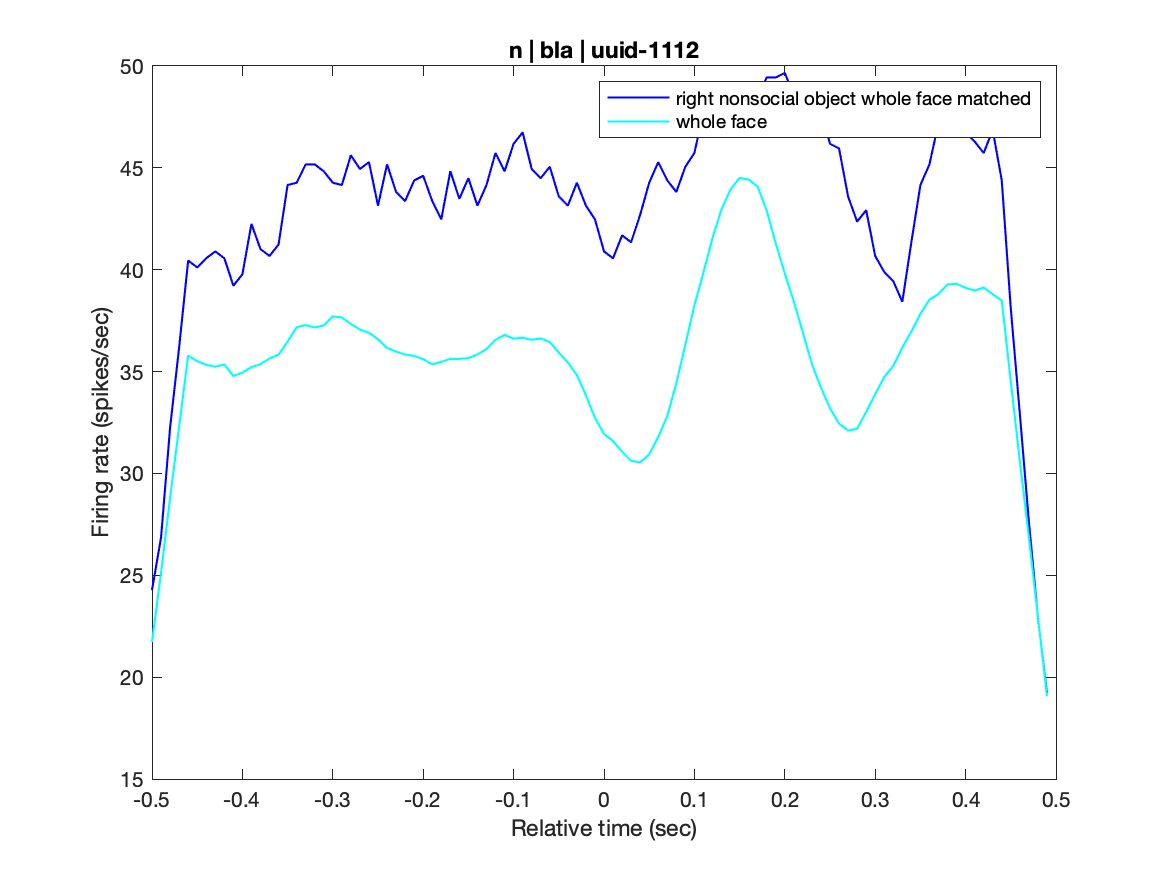 n | bla | uuid-1112
right nonsocial object whole face matched
whole face
Firing rate (spikes/sec)
50
45
40
35
30
25
20
15
-0.5 -0.4 -0.3 -0.2 -0.1 0 0.1 0.2 0.3 0.4 0.5
Relative time (sec)